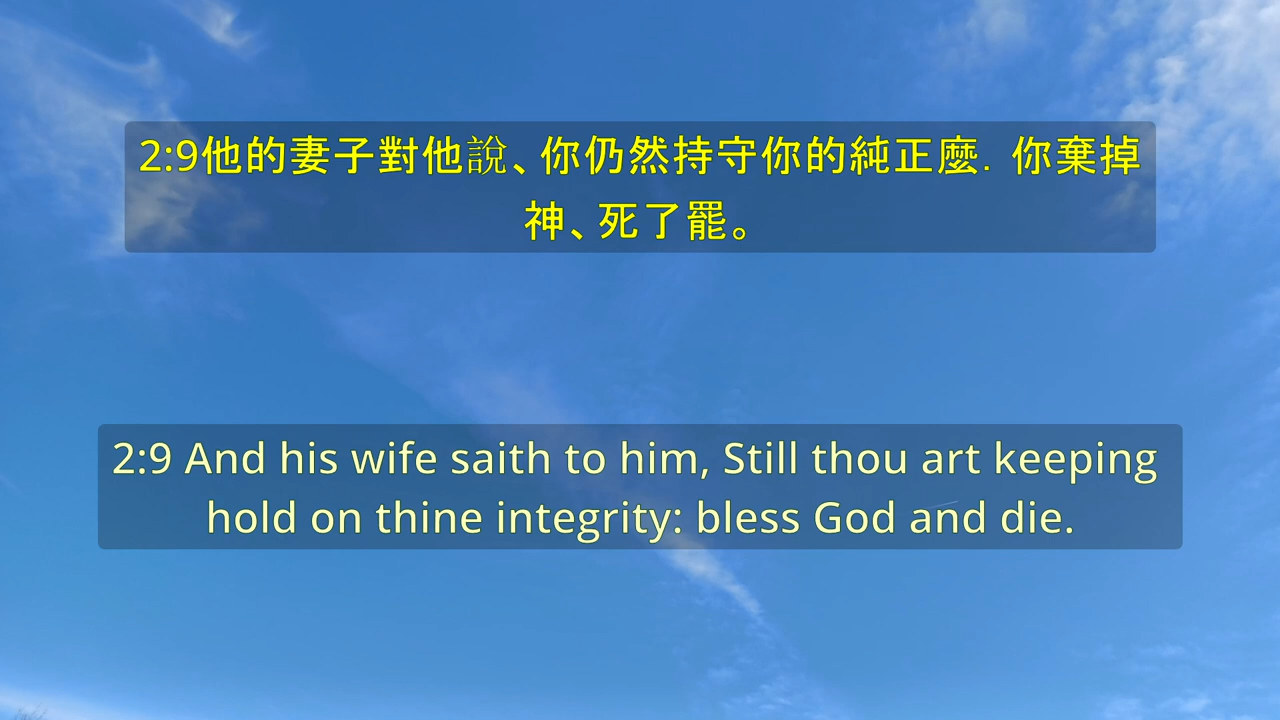 2:9他的妻子對他說、你仍然持守你的純正麼．你棄掉
神、死了罷。
2:9 And his wife saith to him, Still thou art keeping
hold on thine integrity: bless God and die.